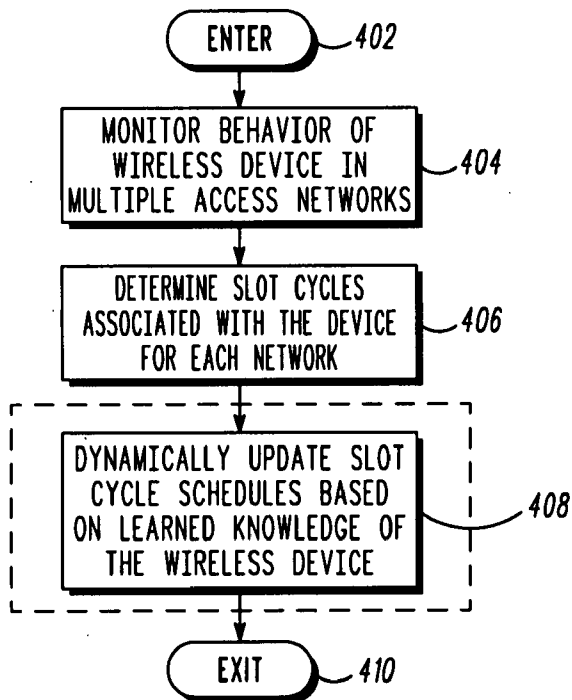 ENTER
402
MONITOR BEHAVIOR OF
WIRELESS DEVICE IN
MULTIPLE ACCESS NETWORKS
404
DETERMINE SLOT CYCLES
ASSOCIATED WITH THE DEVICE
FOR EACH NETWORK
406
DYNAMICALLY UPDATE SLOT
CYCLE SCHEDULES BASED
ON LEARNED KNOWLEDGE OF
THE WIRELESS DEVICE
408
EXIT
410